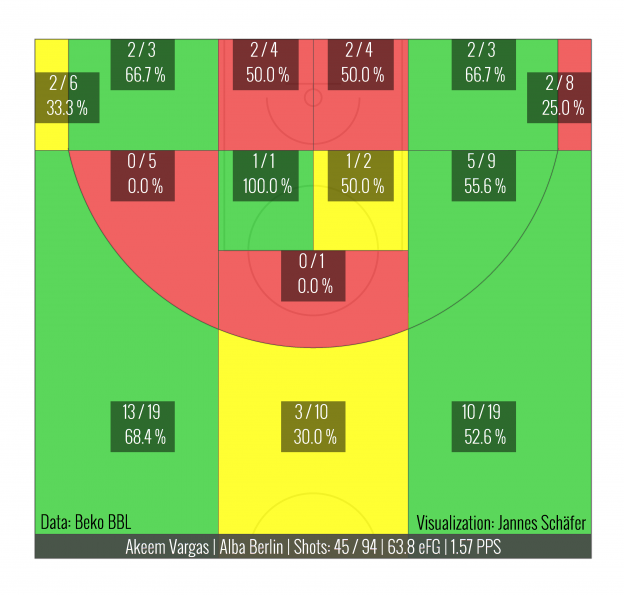 2 / 3
66.7 %
2 / 4
50.0 %
2 / 4
50.0 %
2 / 3
66.7 %
2 / 6
33.3 %
2 / 8
25.0 %
0 / 5
0.0 %
1 / 1
100.0 %
1 / 2
50.0 %
5 / 9
55.6 %
0 / 1
0.0 %
13 / 19
68.4 %
3 / 10
30.0 %
10 / 19
52.6 %
Data: Beko BBL
Visualization: Jannes Schäfer
Akeem Vargas | Alba Berlin | Shots: 45 / 94 | 63.8 eFG | 1.57 PPS